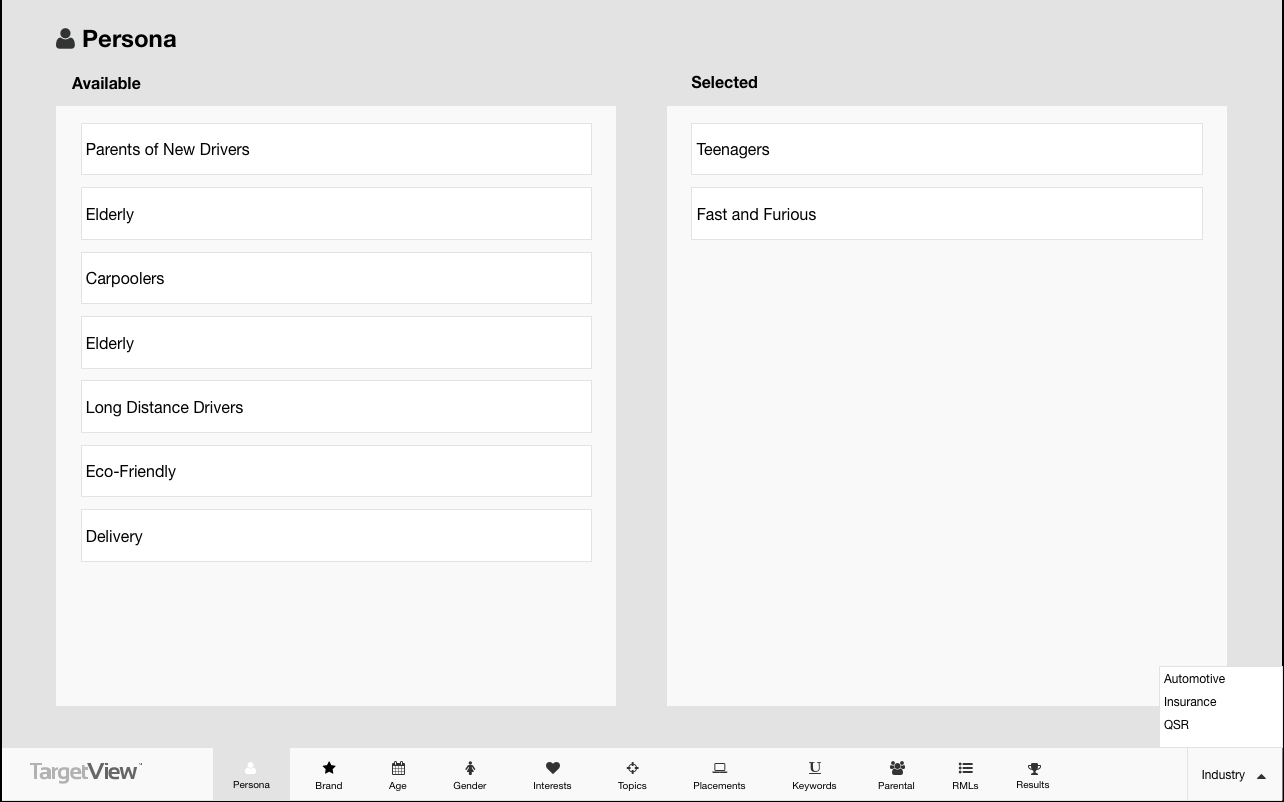 Persona
Available
Parents of New Drivers
Elderly
Carpoolers
Elderly
Long Distance Drivers
Eco-Friendly
Delivery
Selected
Teenagers
Fast and Furious
Automotive
Insurance
QSR
TargetView™
Persona
Brand
Age
Gender
Interests
Topics
Placements
Keywords
Parental
RMLs
Results
Industry